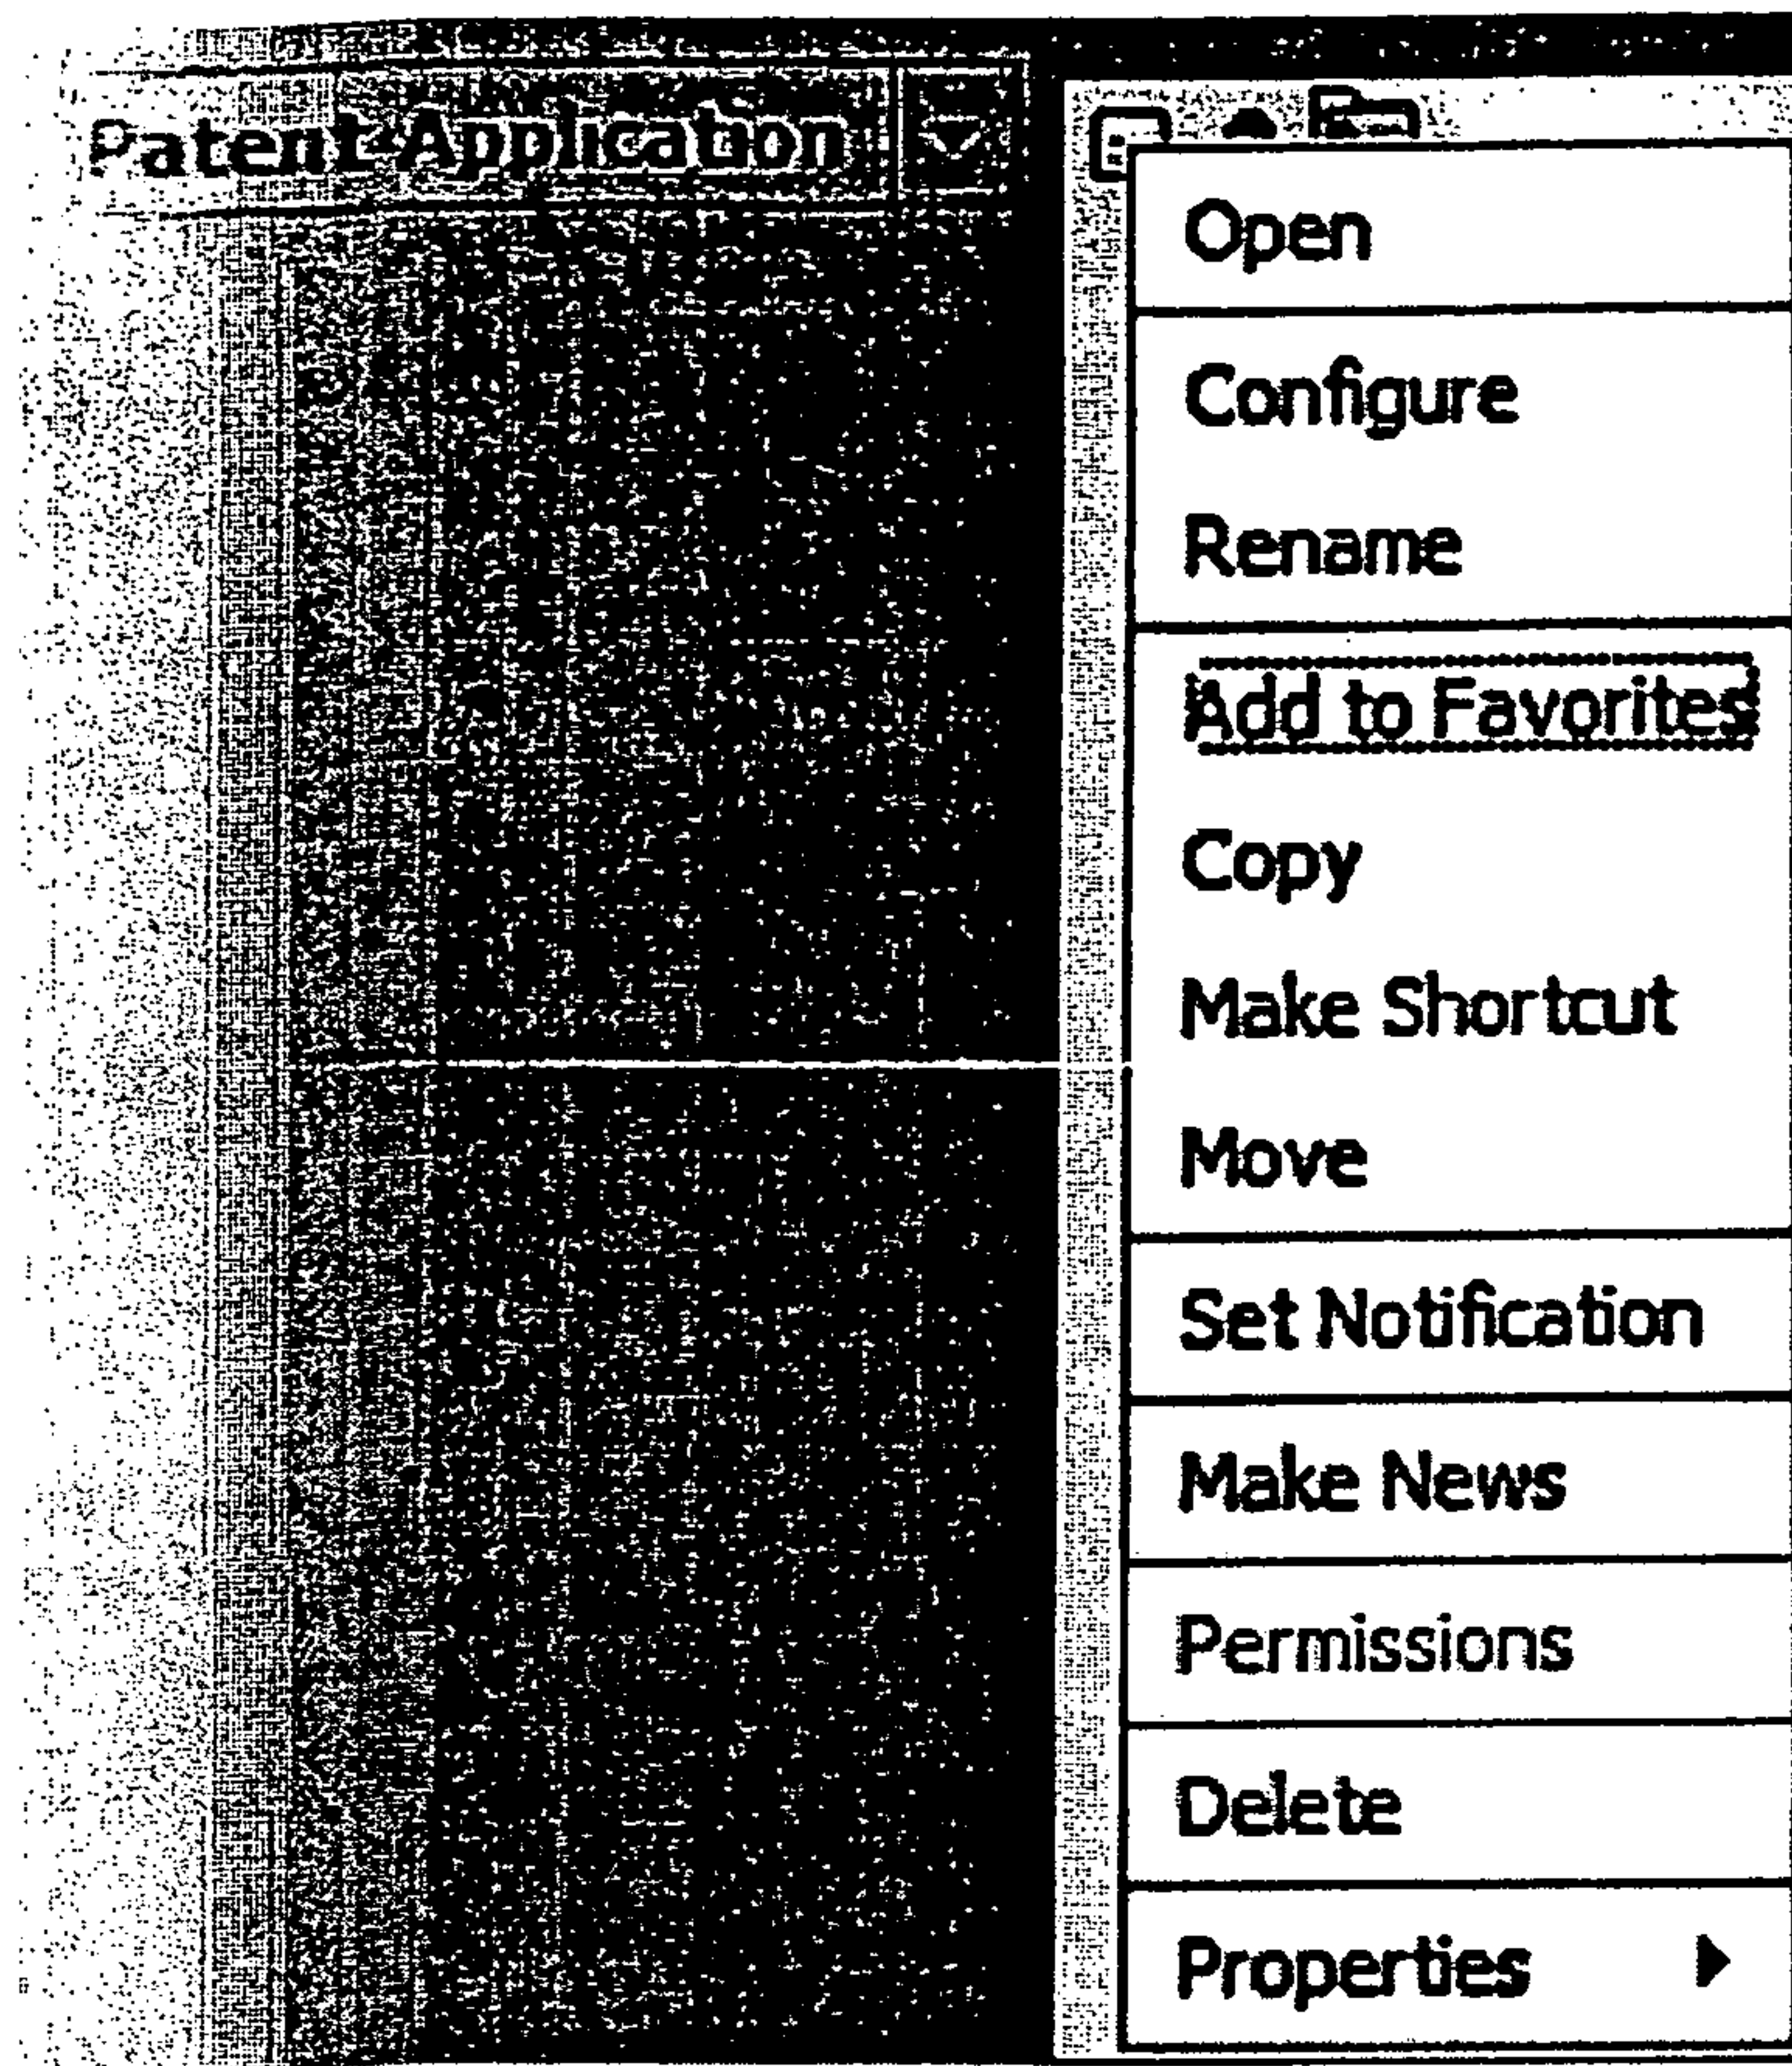 Patent Application
Open
Configure
Rename
Add to Favorites
Copy
Make Shortcut
Move
Set Notification
Make News
Permissions
Delete
Properties